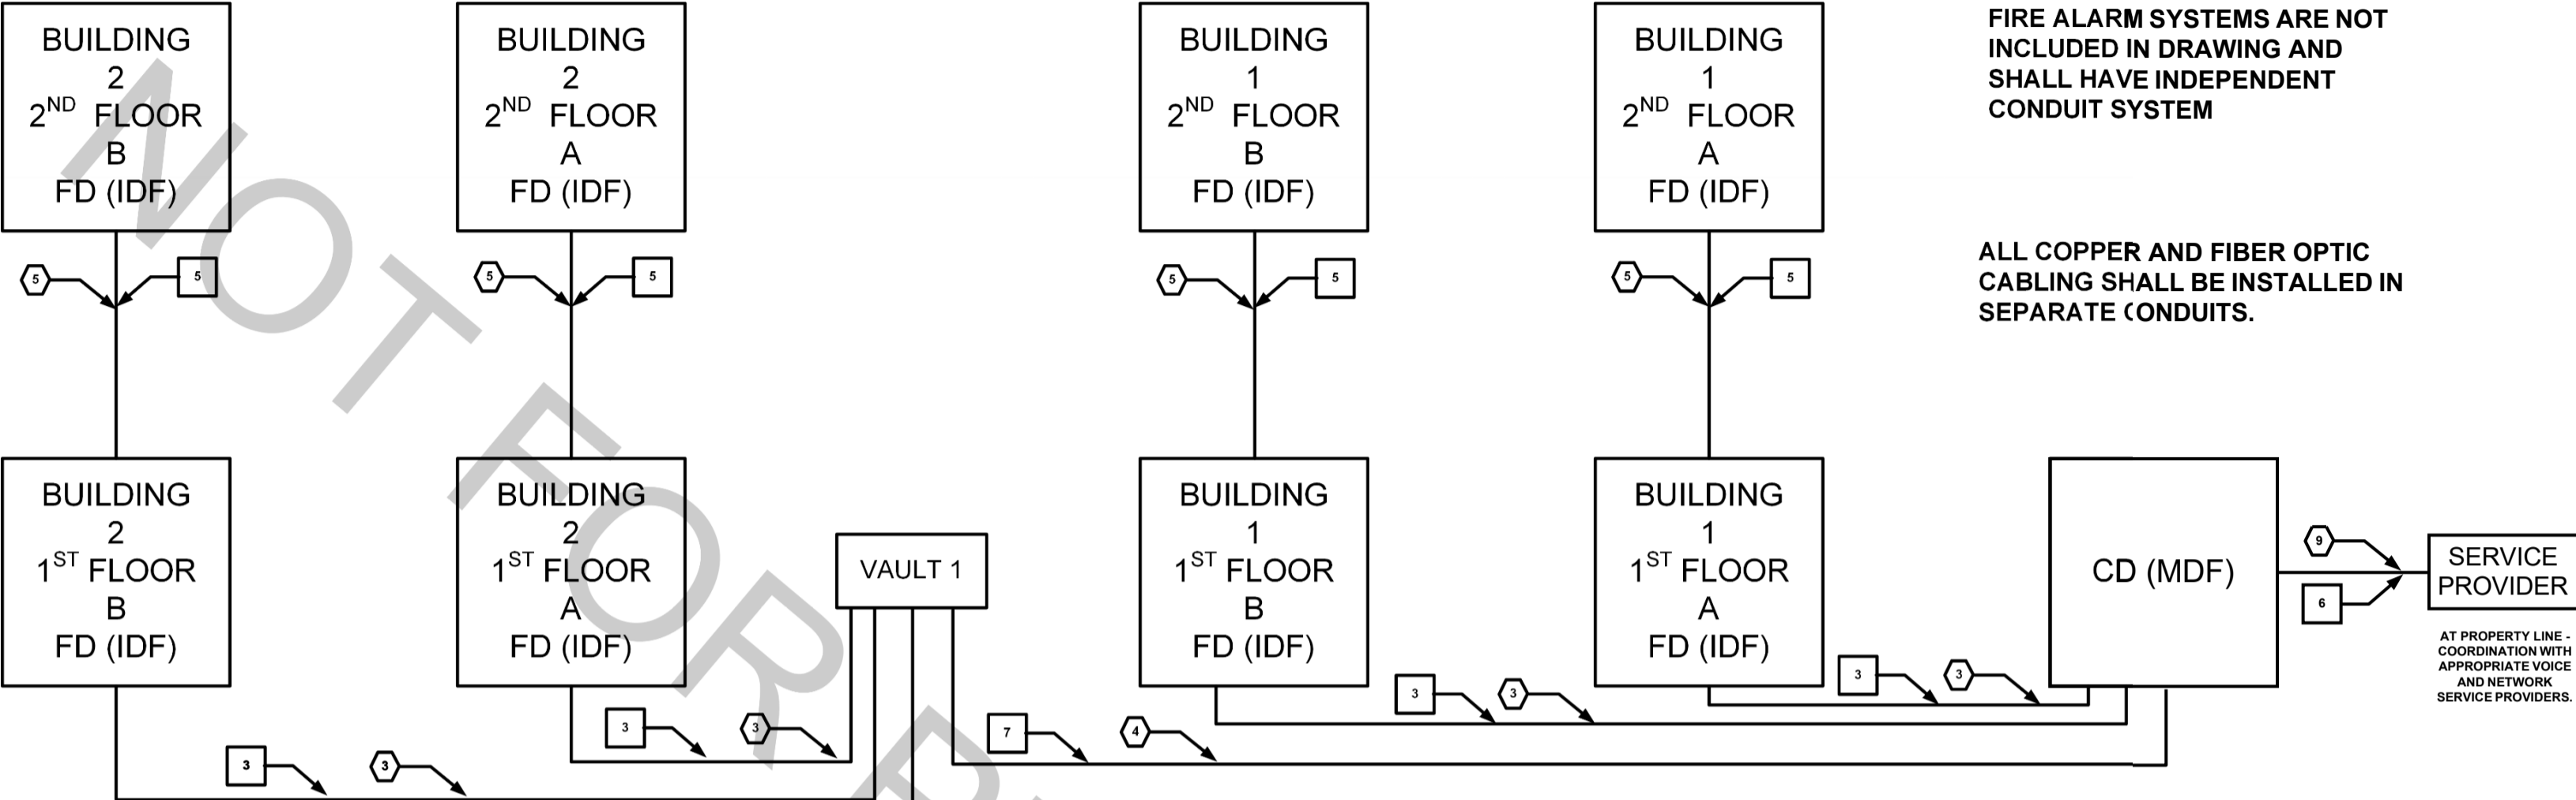 BUILDING
2
2ND FLOOR
B
FD (IDF)
BUILDING
2
2ND FLOOR
A
FD (IDF)
BUILDING
1
2ND FLOOR
B
FD (IDF)
BUILDING
1
2ND FLOOR
A
FD (IDF)
FIRE ALARM SYSTEMS ARE NOT
INCLUDED IN DRAWING AND
SHALL HAVE INDEPENDENT
CONDUIT SYSTEM
5
5
5
5
5
5
5
5
ALL COPPER AND FIBER OPTIC
CABLING SHALL BE INSTALLED IN
SEPARATE CONDUITS.
BUILDING
2
1ST FLOOR
B
FD (IDF)
BUILDING
2
1ST FLOOR
A
FD (IDF)
VAULT 1
BUILDING
1
1ST FLOOR
B
FD (IDF)
BUILDING
1
1ST FLOOR
A
FD (IDF)
CD (MDF)
9
6
SERVICE
PROVIDER
AT PROPERTY LINE -
COORDINATION WITH
APPROPRIATE VOICE
AND NETWORK
SERVICE PROVIDERS.
3
3
3
3
3
3
7
4
3
3
NOT FOR